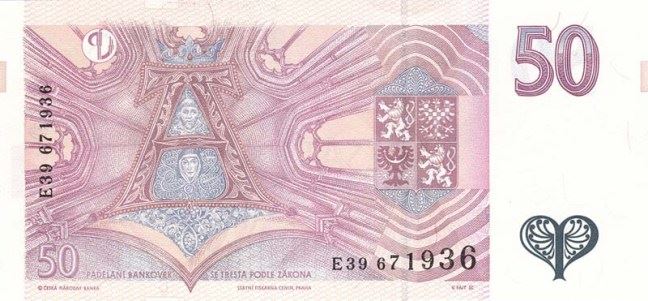 50
E39 671936
E39 671936
50
PADĚLÁNÍ BANKOVEK SE TRESTÁ PODLE ZÁKONA
© ČESKÁ NÁRODNÍ BANKA STÁTNÍ TISKÁRNA CENIN, PRAHA